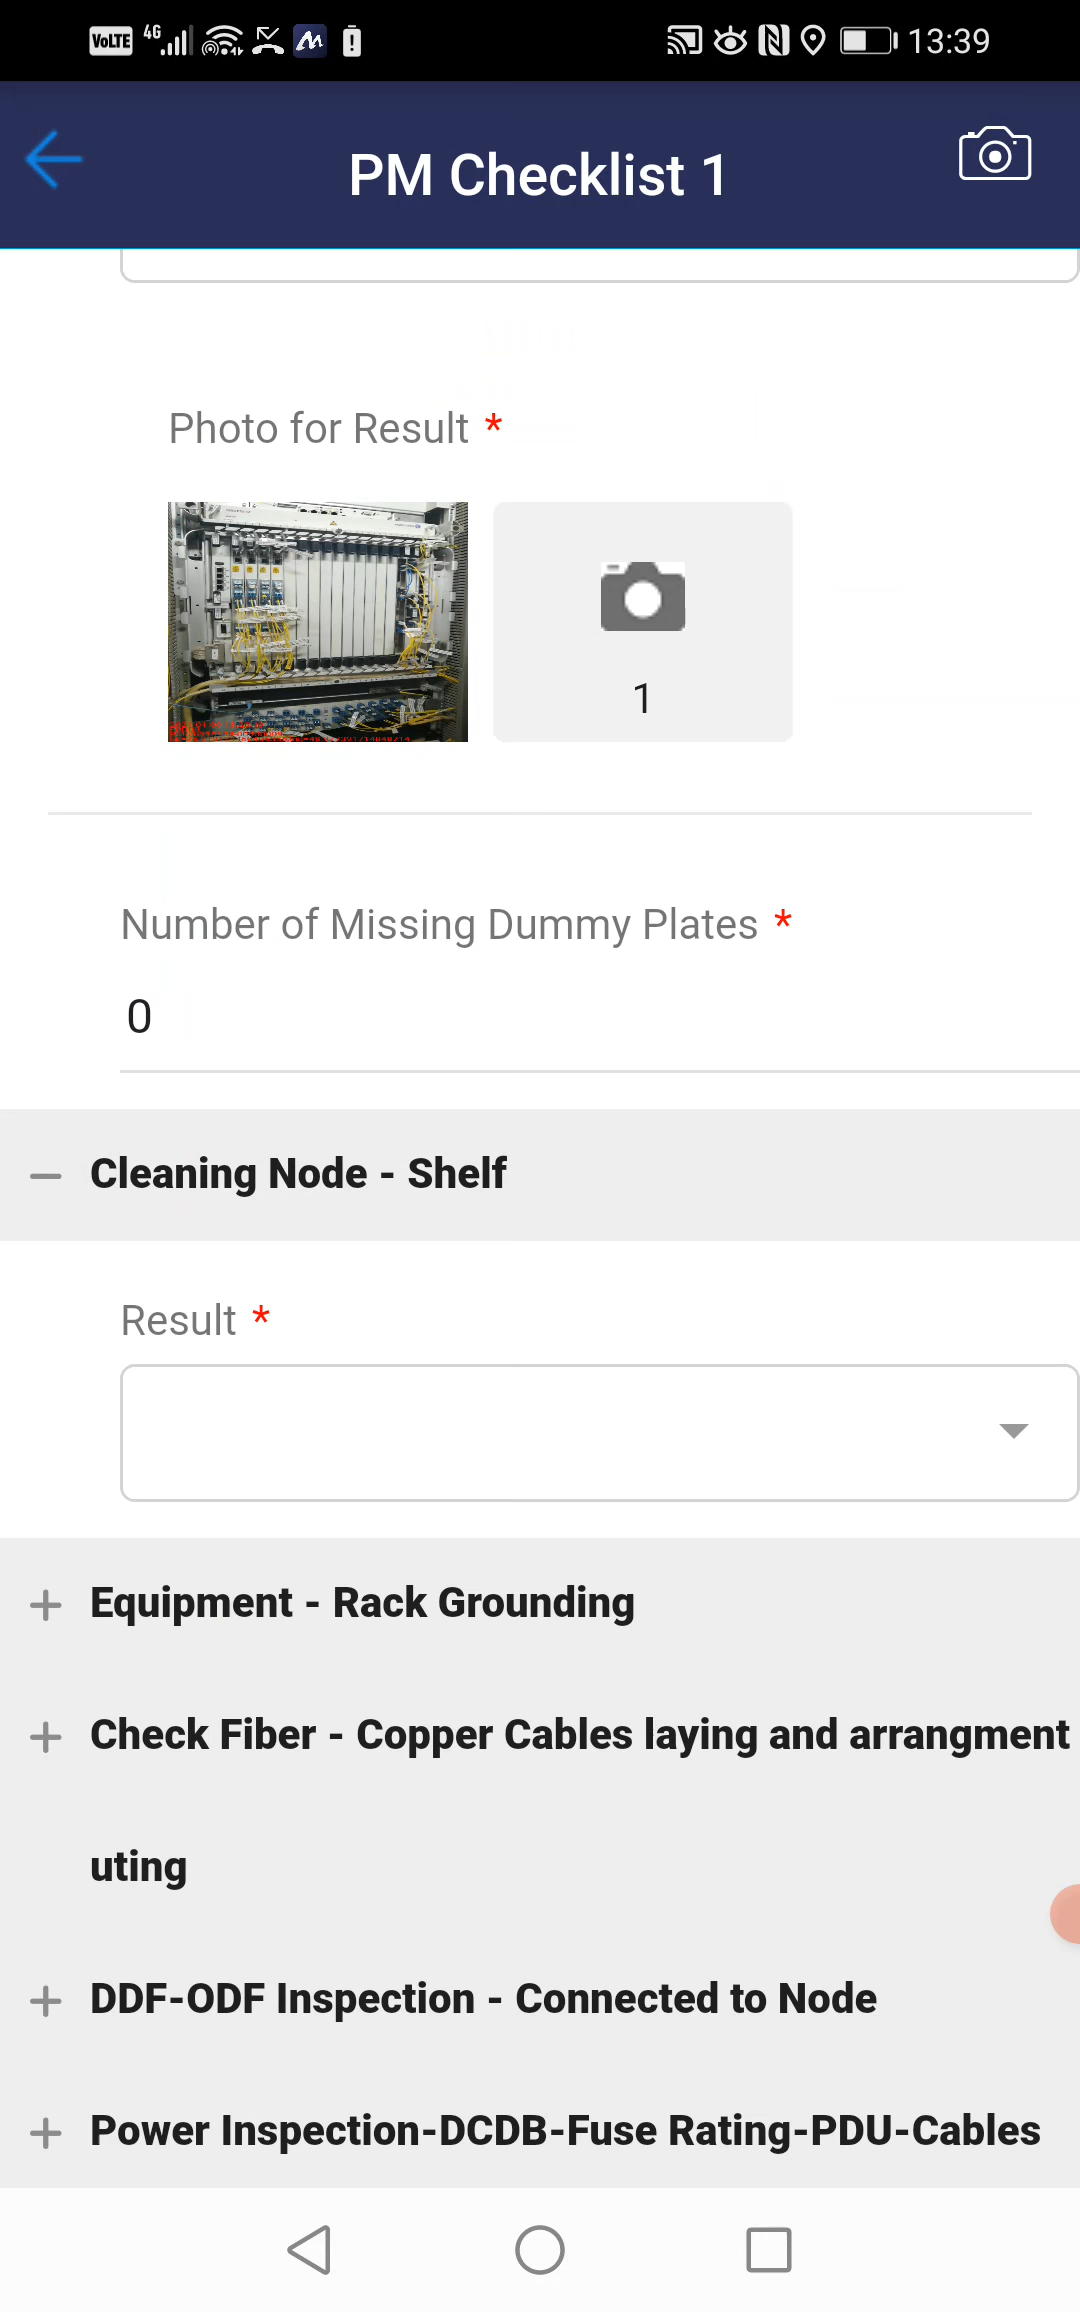 VoLTE 4G 13:39
PM Checklist 1
Photo for Result *
1
Number of Missing Dummy Plates *
0
Cleaning Node - Shelf
Result *
Equipment - Rack Grounding
Check Fiber - Copper Cables laying and arrangment
uting
DDF-ODF Inspection - Connected to Node
Power Inspection-DCDB-Fuse Rating-PDU-Cables